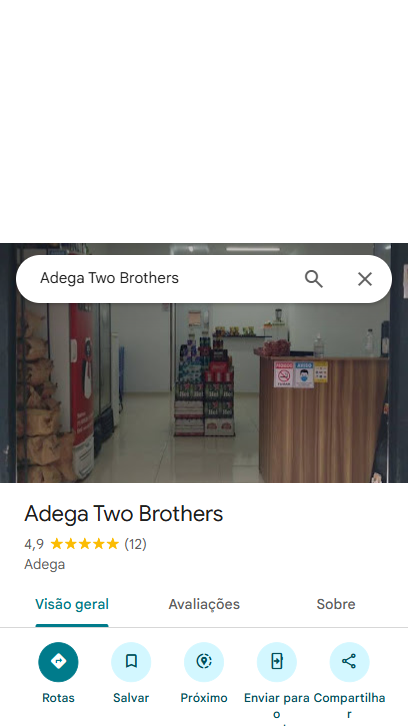 Adega Two Brothers
Adega Two Brothers
4,9 (12)
Adega
Visão geral Avaliações Sobre
Rotas Salvar Próximo Enviar para o Compartilhar